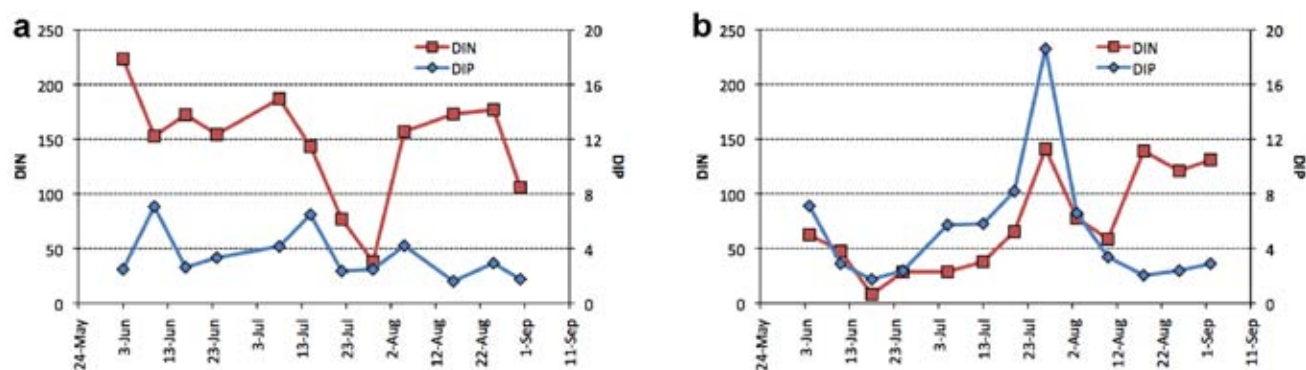 a
250
200
150
100
50
0
DIN
DIN
DIP
20
16
12
8
4
0
DIP
24-May
3-Jun
13-Jun
23-Jun
3-Jul
13-Jul
23-Jul
2-Aug
12-Aug
22-Aug
1-Sep
11-Sep
b
250
200
150
100
50
0
DIN
DIN
DIP
20
16
12
8
4
0
DIP
24-May
3-Jun
13-Jun
23-Jun
3-Jul
13-Jul
23-Jul
2-Aug
12-Aug
22-Aug
1-Sep
11-Sep